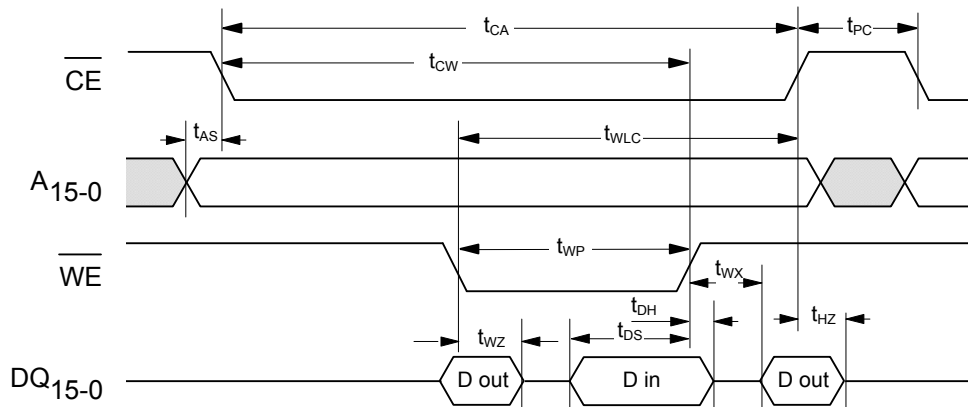 tCA
tPC
CE
tCW
tAS
tWLC
A15-0
tWP
WE
tWX
tDH
tHZ
tWZ
tDS
DQ15-0
D out
D in
D out